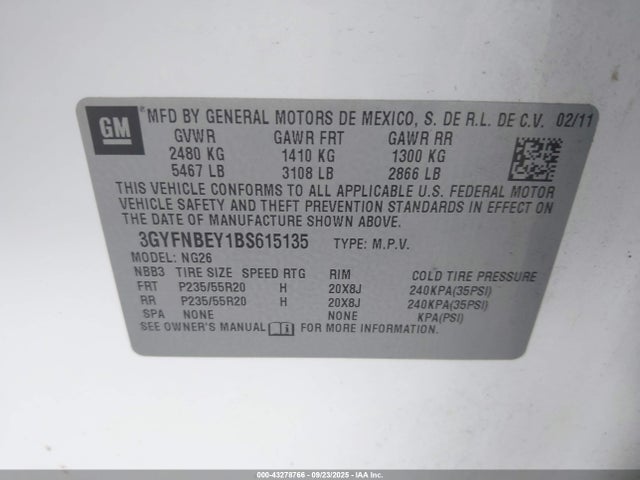 GM
MFD BY GENERAL MOTORS DE MEXICO, S. DE R.L. DE C.V. 02/11
GVWR GAWR FRT GAWR RR
2480 KG 1410 KG 1300 KG
5467 LB 3108 LB 2866 LB
THIS VEHICLE CONFORMS TO ALL APPLICABLE U.S. FEDERAL MOTOR
VEHICLE SAFETY AND THEFT PREVENTION STANDARDS IN EFFECT ON
THE DATE OF MANUFACTURE SHOWN ABOVE.
3GYFNBEY1BS615135 TYPE: M.P.V.
MODEL: NG26
NBB3 TIRE SIZE SPEED RTG RIM COLD TIRE PRESSURE
FRT P235/55R20 H 20X8J 240KPA(35PSI)
RR P235/55R20 H 20X8J 240KPA(35PSI)
SPA NONE NONE KPA(PSI)
SEE OWNER'S MANUAL FOR MORE INFORMATION.
000-43278766 - 09/23/2025 - IAA Inc.